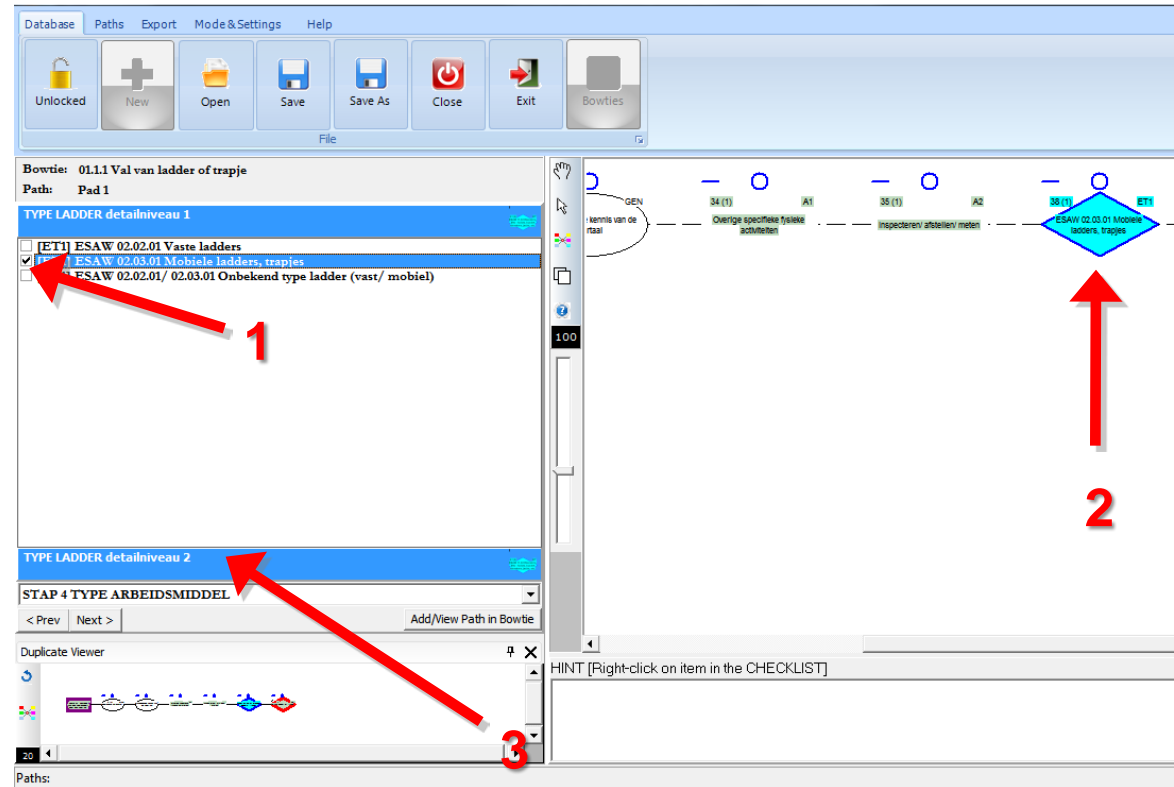 Database Paths Export Mode & Settings Help
Unlocked New Open Save Save As Close Exit Bowties
File
Bowtie: 01.1.1 Val van ladder of trapje
Path: Pad 1
TYPE LADDER detailniveau 1
[ET1] ESAW 02.02.01 Vaste ladders
ESAW 02.03.01 Mobiele ladders, trapjes
ESAW 02.02.01/ 02.03.01 Onbekend type ladder (vast/ mobiel)
1
TYPE LADDER detailniveau 2
STAP 4 TYPE ARBEIDSMIDDEL
< Prev Next > Add/View Path in Bowtie
Duplicate Viewer
20
3
Paths:
100
GEN 34 (1) A1 35 (1) A2 38 (1) ET1
kennis van de
rtaal
Overige specifieke fysieke
activiteiten
Inspecteren/ afstellen/ meten
ESAW 02.03.01 Mobiele
ladders, trapjes
2
HINT [Right-click on item in the CHECKLIST]